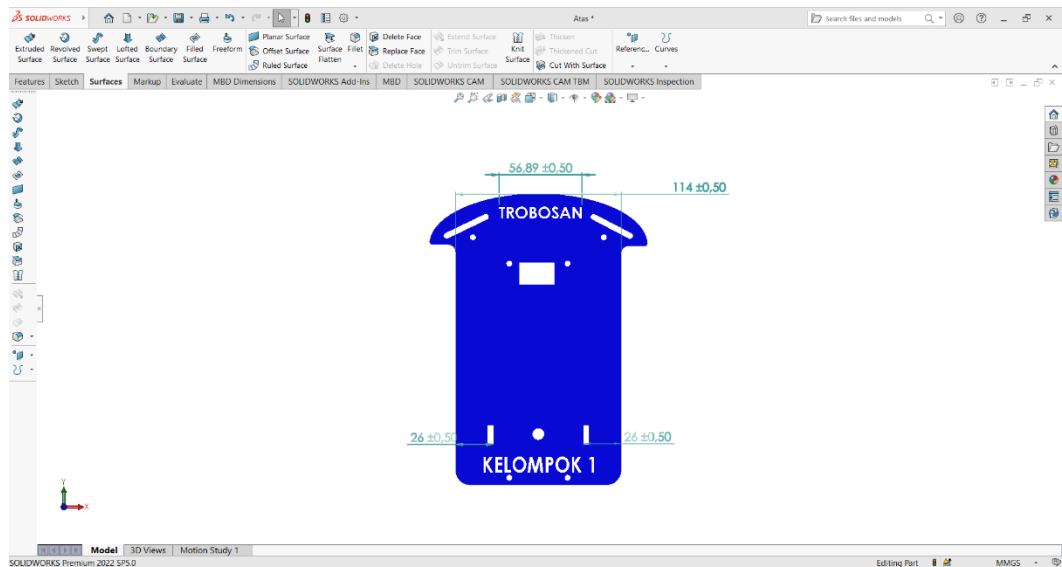 SOLIDWORKS
Atas *
Search files and models
Extruded Surface
Revolved Surface
Swept Surface
Lofted Surface
Boundary Surface
Filled Surface
Freeform
Planar Surface
Offset Surface
Ruled Surface
Surface Flatten
Fillet
Delete Face
Replace Face
Delete Hole
Extend Surface
Trim Surface
Untrim Surface
Knit Surface
Thicken
Thickened Cut
Cut With Surface
Referenc...
Curves
Features Sketch Surfaces Markup Evaluate MBD Dimensions SOLIDWORKS Add-Ins MBD SOLIDWORKS CAM SOLIDWORKS CAM TBM SOLIDWORKS Inspection
56,89 ±0,50
114 ±0,50
TROBOSAN
26 ±0,50
26 ±0,50
KELOMPOK 1
Y
X
Model 3D Views Motion Study 1
SOLIDWORKS Premium 2022 SP5.0
Editing Part
MMGS